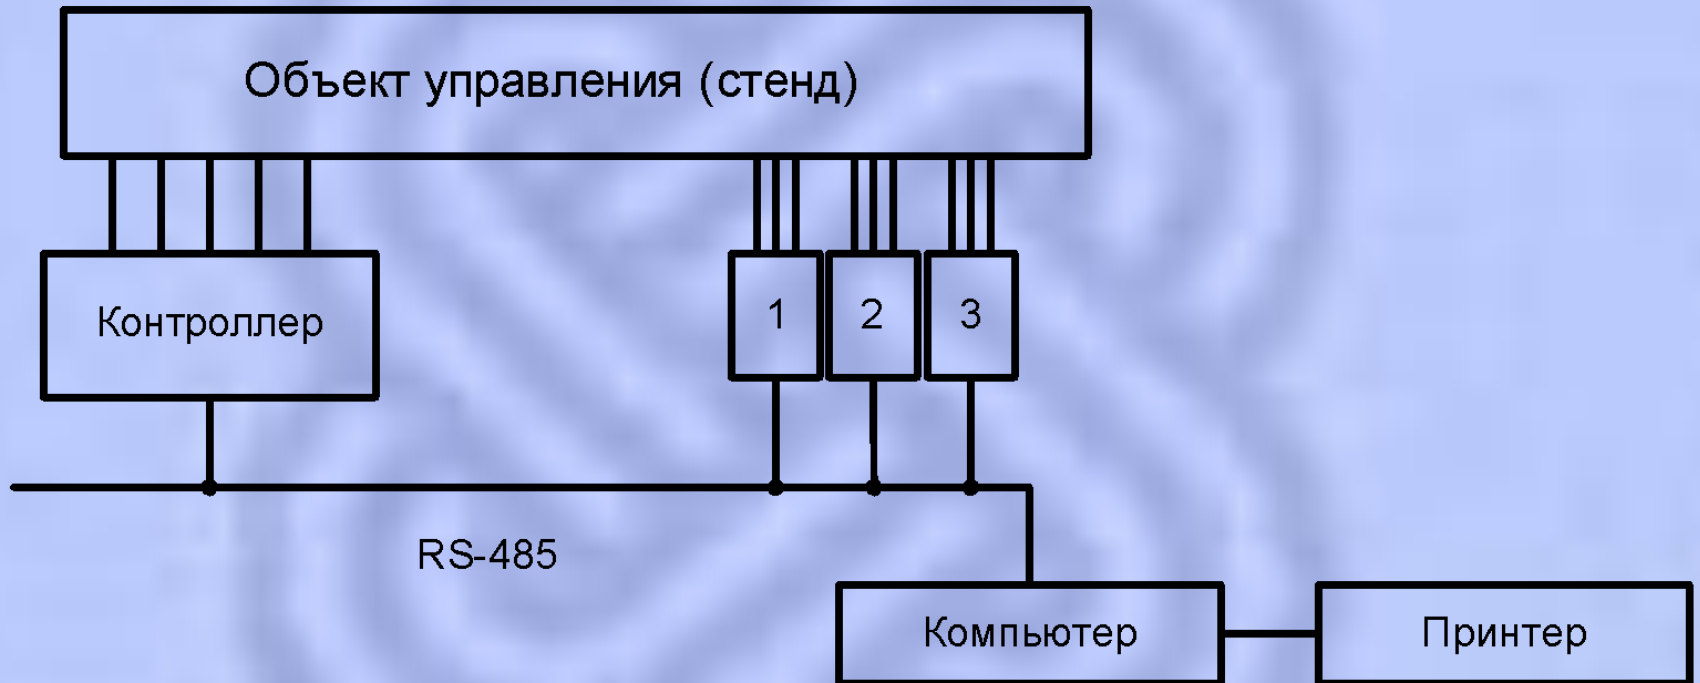 Объект управления (стенд)
Контроллер
1
2
3
RS-485
Компьютер
Принтер